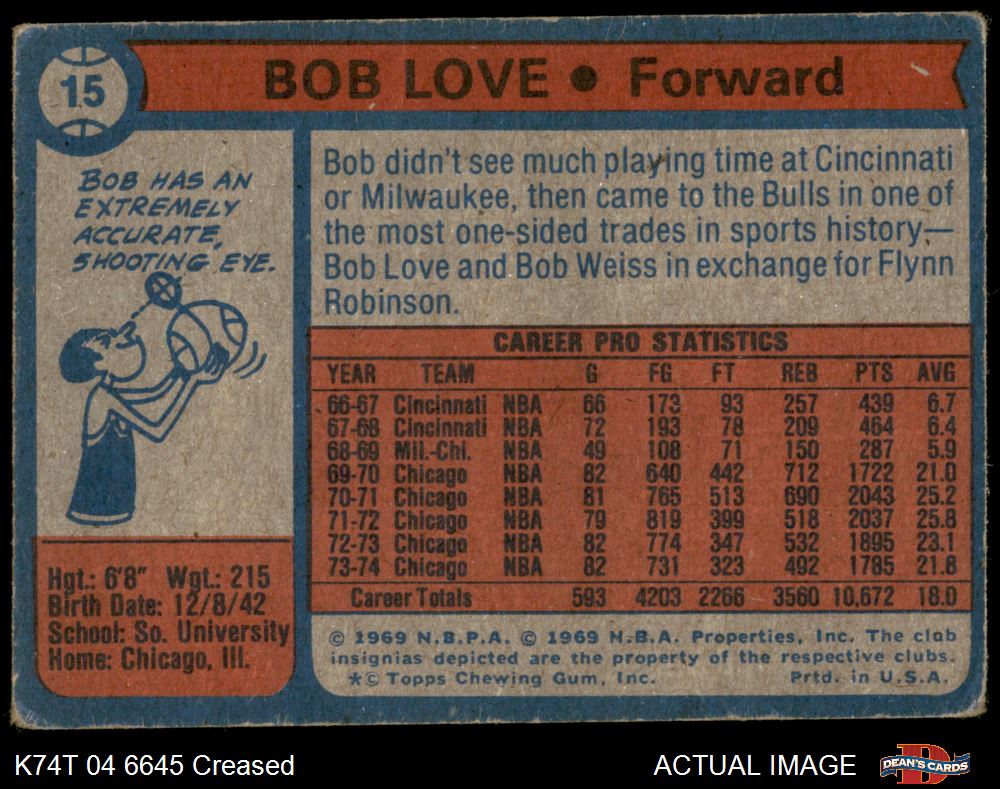 15
BOB LOVE ● Forward
BOB HAS AN
EXTREMELY
ACCURATE,
SHOOTING EYE.
Bob didn't see much playing time at Cincinnati
or Milwaukee, then came to the Bulls in one of
the most one-sided trades in sports history—
Bob Love and Bob Weiss in exchange for Flynn
Robinson.
CAREER PRO STATISTICS
YEAR TEAM G FG FT REB PTS AVG
66-67 Cincinnati NBA 66 173 93 257 439 6.7
67-68 Cincinnati NBA 72 193 78 209 464 6.4
68-69 Mil.-Chi. NBA 49 108 71 150 287 5.9
69-70 Chicago NBA 82 640 442 712 1722 21.0
70-71 Chicago NBA 81 765 513 690 2043 25.2
71-72 Chicago NBA 79 819 399 518 2037 25.8
72-73 Chicago NBA 82 774 347 532 1895 23.1
73-74 Chicago NBA 82 731 323 492 1785 21.8
Career Totals 593 4203 2266 3560 10,672 18.0
Hgt.: 6'8" Wgt.: 215
Birth Date: 12/8/42
School: So. University
Home: Chicago, Ill.
© 1969 N.B.P.A. © 1969 N.B.A. Properties, Inc. The club
insignias depicted are the property of the respective clubs.
*© Topps Chewing Gum, Inc. Prtd. in U.S.A.
K74T 04 6645 Creased ACTUAL IMAGE
DEAN'S CARDS